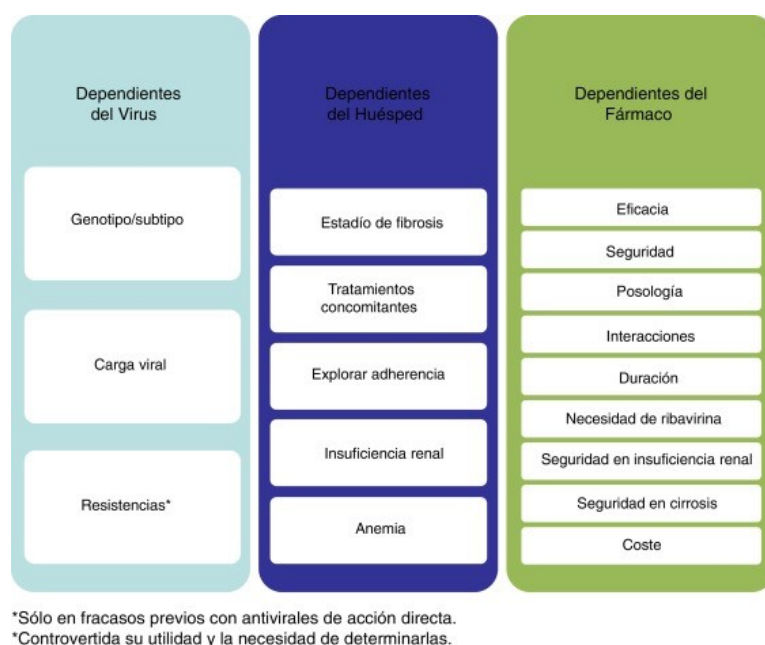 Dependientes
del Virus
Genotipo/subtipo
Carga viral
Resistencias*
Dependientes
del Huésped
Estadío de fibrosis
Tratamientos
concomitantes
Explorar adherencia
Insuficiencia renal
Anemia
Dependientes del
Fármaco
Eficacia
Seguridad
Posología
Interacciones
Duración
Necesidad de ribavirina
Seguridad en insuficiencia renal
Seguridad en cirrosis
Coste
*Sólo en fracasos previos con antivirales de acción directa.
*Controvertida su utilidad y la necesidad de determinarlas.